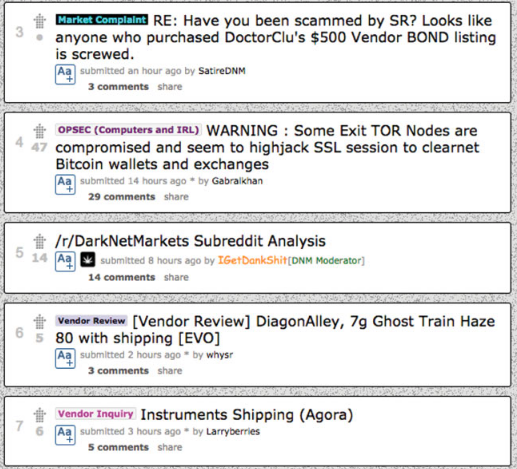 3
Market Complaint RE: Have you been scammed by SR? Looks like
anyone who purchased DoctorClu's $500 Vendor BOND listing
is screwed.
Aa+ submitted an hour ago by SatireDNM
3 comments share
4 47
OPSEC (Computers and IRL) WARNING : Some Exit TOR Nodes are
compromised and seem to highjack SSL session to clearnet
Bitcoin wallets and exchanges
Aa+ submitted 14 hours ago * by Gabralkhan
29 comments share
5 14
/r/DarkNetMarkets Subreddit Analysis
Aa+ submitted 8 hours ago by IGetDankShit[DNM Moderator]
14 comments share
6 5
Vendor Review [Vendor Review] DiagonAlley, 7g Ghost Train Haze
80 with shipping [EVO]
Aa+ submitted 2 hours ago * by whysr
3 comments share
7 6
Vendor Inquiry Instruments Shipping (Agora)
Aa+ submitted 3 hours ago * by Larryberries
5 comments share